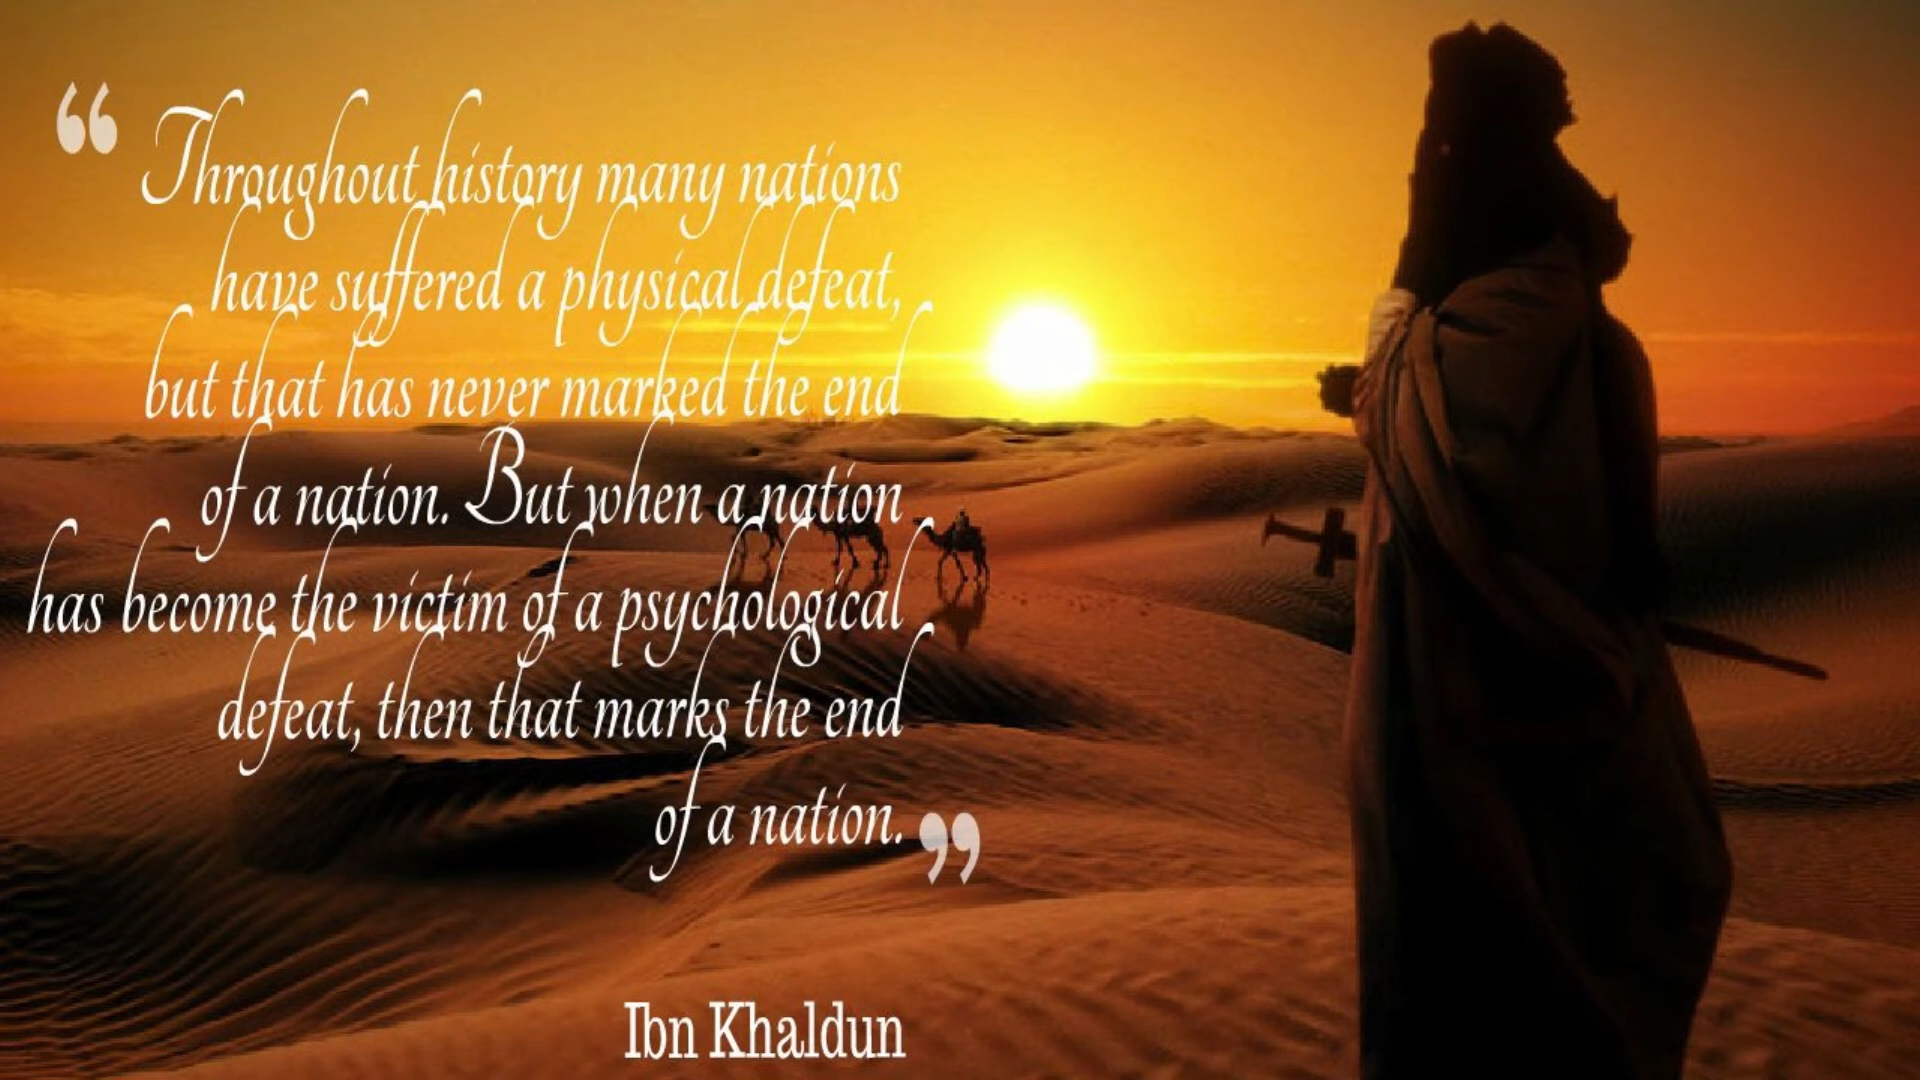 “ Throughout history many nations
have suffered a physical defeat,
but that has never marked the end
of a nation. But when a nation
has become the victim of a psychological
defeat, then that marks the end
of a nation. ”
Ibn Khaldun